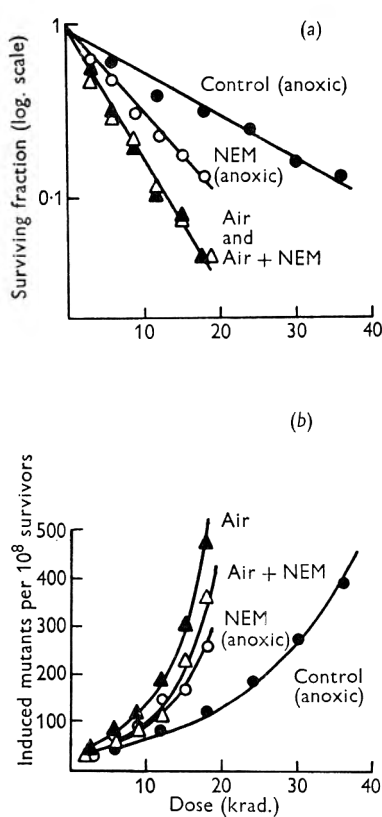 (a)
1
0·1
Surviving fraction (log. scale)
Control (anoxic)
NEM
(anoxic)
Air
and
Air + NEM
10
20
30
40
(b)
500
400
300
200
100
Induced mutants per 10⁸ survivors
Air
Air + NEM
NEM
(anoxic)
Control
(anoxic)
0
10
20
30
40
Dose (krad.)